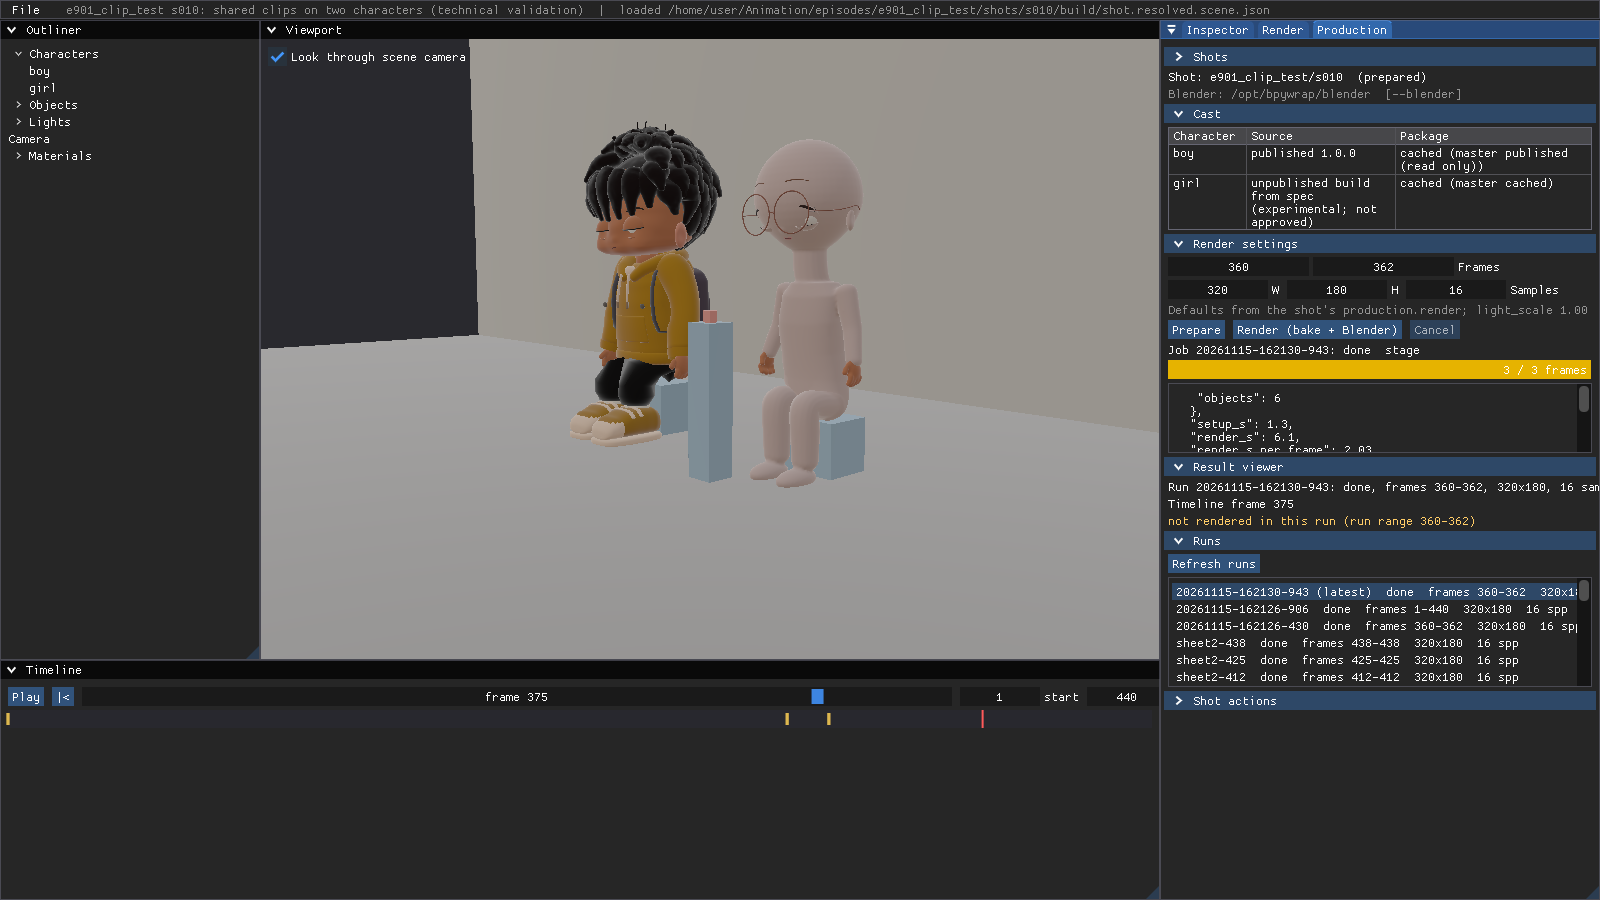 File e901_clip_test s010: shared clips on two characters (technical validation) | loaded /home/user/Animation/episodes/e901_clip_test/shots/s010/build/shot.resolved.scene.json
Outliner
Characters
boy
girl
Objects
Lights
Camera
Materials
Viewport
Look through scene camera
Inspector Render Production
Shots
Shot: e901_clip_test/s010 (prepared)
Blender: /opt/bpywrap/blender [--blender]
Cast
Character Source Package
boy published 1.0.0 cached (master published
(read only))
girl unpublished build cached (master cached)
from spec
(experimental; not
approved)
Render settings
360 362 Frames
320 W 180 H 16 Samples
Defaults from the shot's production.render; light_scale 1.00
Prepare Render (bake + Blender) Cancel
Job 20261115-162130-943: done stage
3 / 3 frames
"objects": 6
},
"setup_s": 1.3,
"render_s": 6.1,
"render_s_per_frame": 2.03
Result viewer
Run 20261115-162130-943: done, frames 360-362, 320x180, 16 sam
Timeline frame 375
not rendered in this run (run range 360-362)
Runs
Refresh runs
20261115-162130-943 (latest) done frames 360-362 320x18
20261115-162126-906 done frames 1-440 320x180 16 spp
20261115-162126-430 done frames 360-362 320x180 16 spp
sheet2-438 done frames 438-438 320x180 16 spp
sheet2-425 done frames 425-425 320x180 16 spp
sheet2-412 done frames 412-412 320x180 16 spp
Shot actions
Timeline
Play |< frame 375 1 start 440